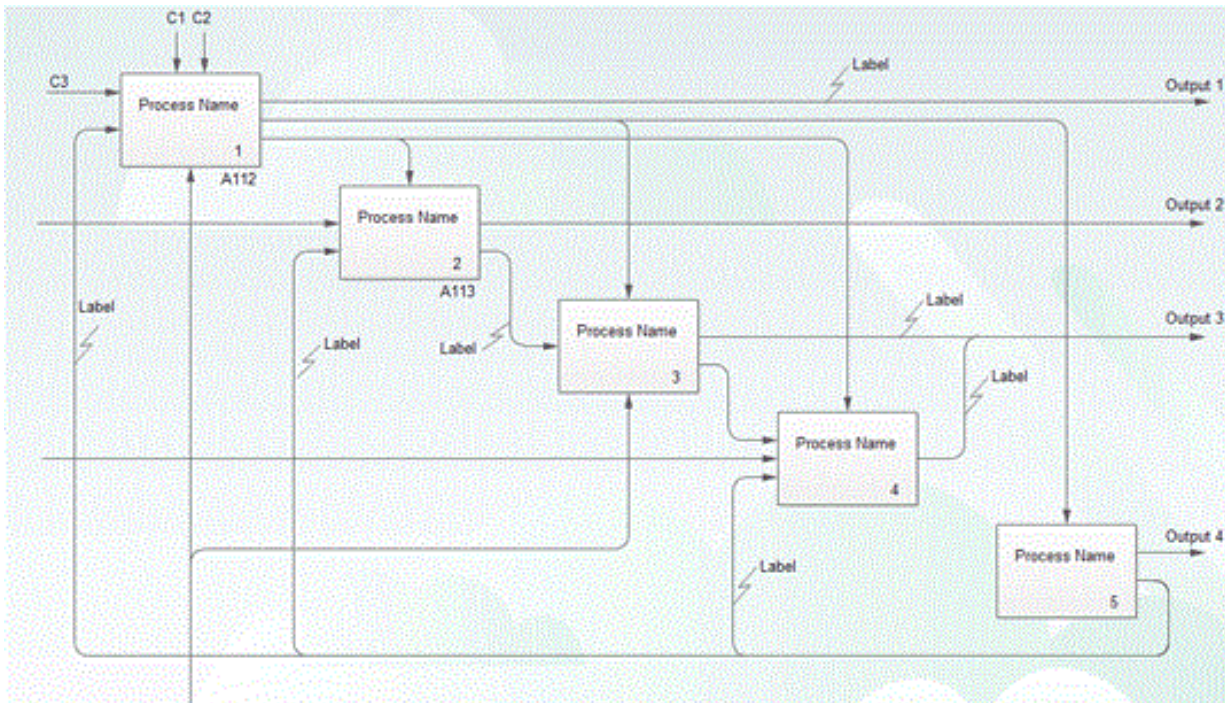 C1 C2
Label
C3
Output 1
Process Name
1
A112
Output 2
Process Name
2
A113
Label
Label
Output 3
Label
Label
Process Name
3
Label
Process Name
4
Output 4
Process Name
Label
5